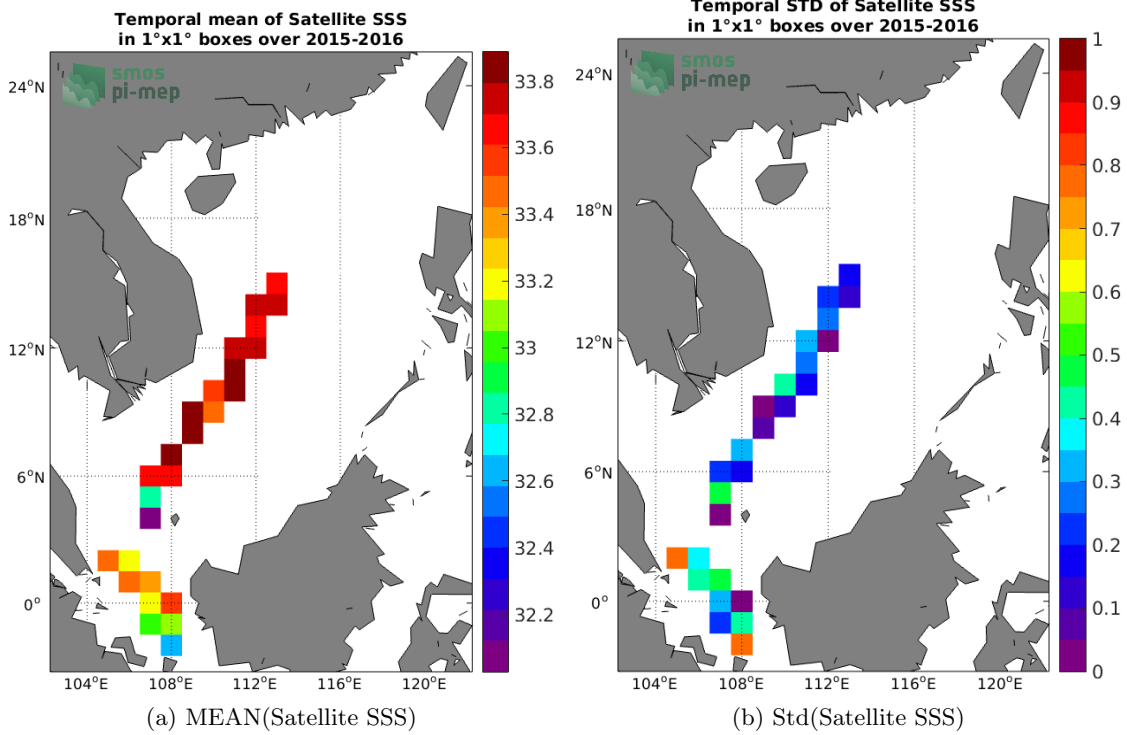 Temporal mean of Satellite SSS
in 1°x1° boxes over 2015-2016
smos
pi-mep
24°N
18°N
12°N
6°N
0°
104°E
108°E
112°E
116°E
120°E
33.8
33.6
33.4
33.2
33
32.8
32.6
32.4
32.2
(a) MEAN(Satellite SSS)
Temporal STD of Satellite SSS
in 1°x1° boxes over 2015-2016
smos
pi-mep
24°N
18°N
12°N
6°N
0°
104°E
108°E
112°E
116°E
120°E
1
0.9
0.8
0.7
0.6
0.5
0.4
0.3
0.2
0.1
0
(b) Std(Satellite SSS)